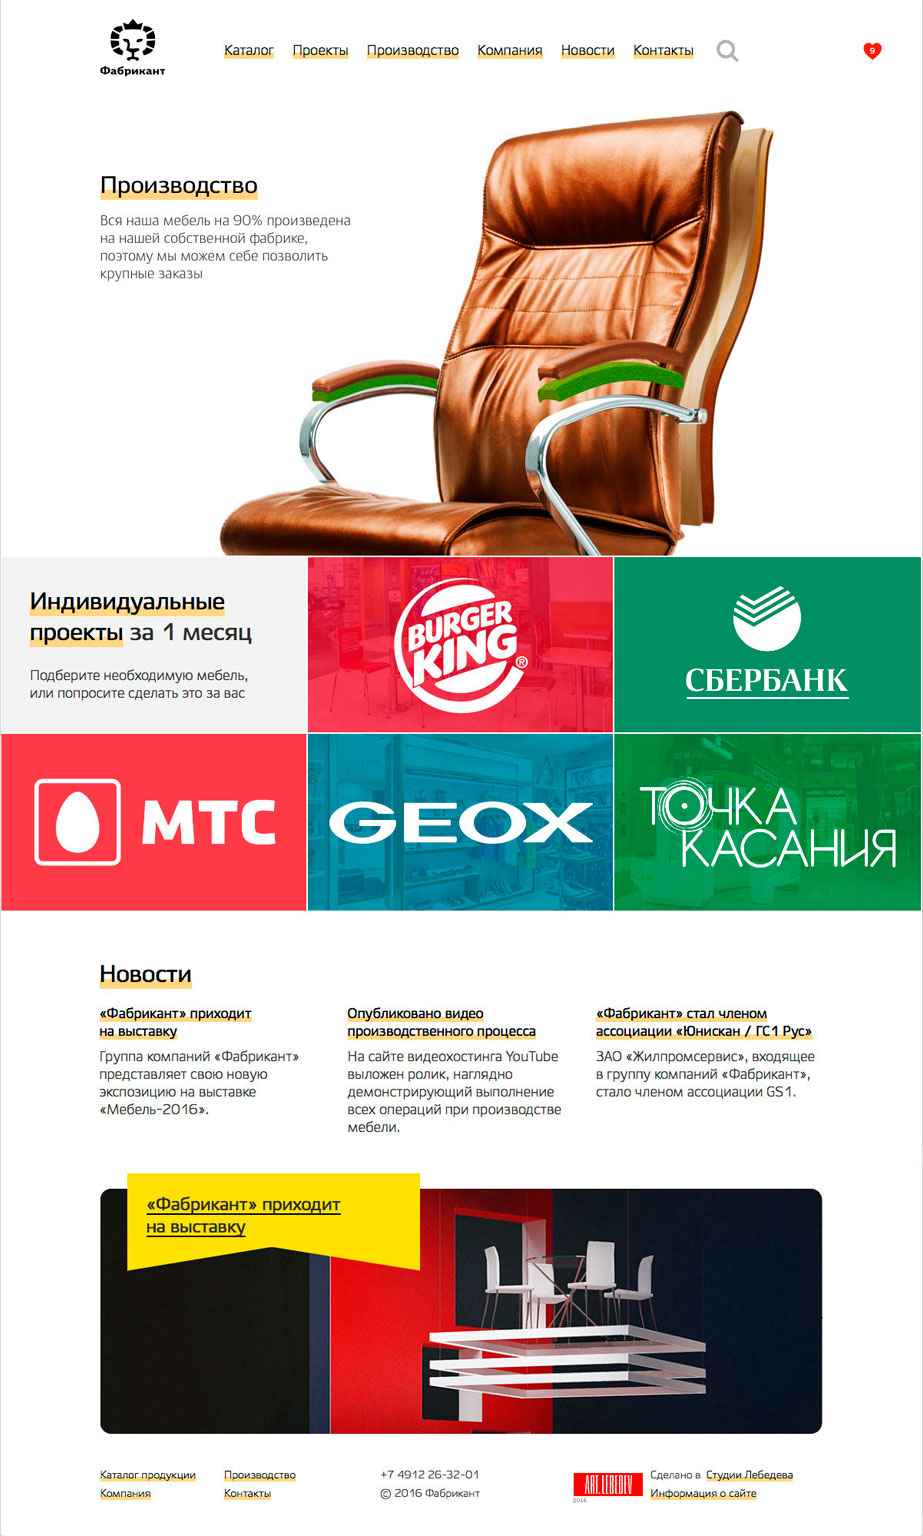 Фабрикант
Каталог Проекты Производство Компания Новости Контакты
9
Производство
Вся наша мебель на 90% произведена
на нашей собственной фабрике,
поэтому мы можем себе позволить
крупные заказы
Индивидуальные
проекты за 1 месяц
Подберите необходимую мебель,
или попросите сделать это за вас
BURGER
KING®
СБЕРБАНК
МТС
GEOX
ТОЧКА
КАСАНИЯ
Новости
«Фабрикант» приходит
на выставку
Группа компаний «Фабрикант»
представляет свою новую
экспозицию на выставке
«Мебель-2016».
Опубликовано видео
производственного процесса
На сайте видеохостинга YouTube
выложен ролик, наглядно
демонстрирующий выполнение
всех операций при производстве
мебели.
«Фабрикант» стал членом
ассоциации «Юнискан / ГС1 Рус»
ЗАО «Жилпромсервис», входящее
в группу компаний «Фабрикант»,
стало членом ассоциации GS1.
«Фабрикант» приходит
на выставку
Каталог продукции
Компания
Производство
Контакты
+7 4912 26-32-01
© 2016 Фабрикант
ART. LEBEDEV
2016
Сделано в Студии Лебедева
Информация о сайте